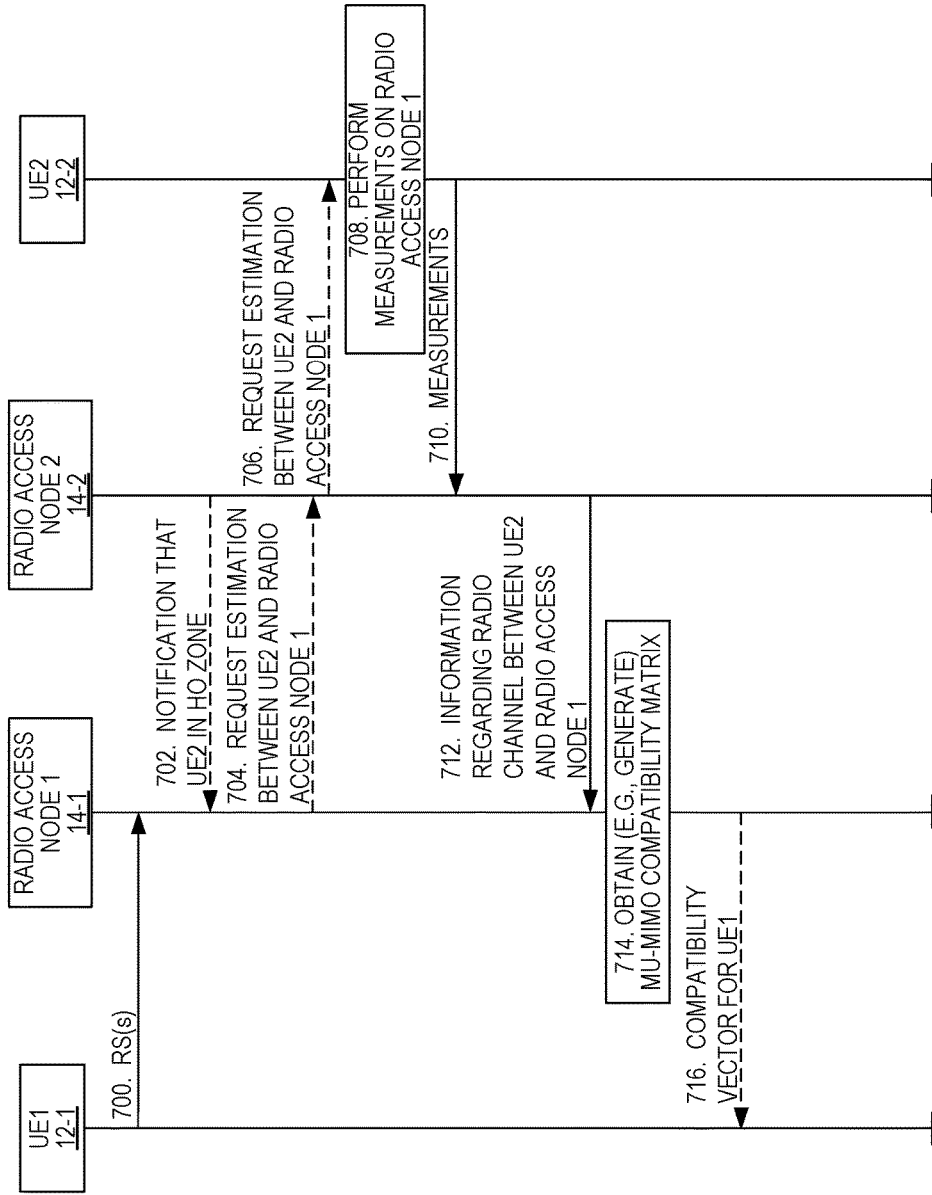 UE1
12-1
RADIO ACCESS
NODE 1
14-1
RADIO ACCESS
NODE 2
14-2
UE2
12-2
700. RS(s)
702. NOTIFICATION THAT
UE2 IN HO ZONE
704. REQUEST ESTIMATION
BETWEEN UE2 AND RADIO
ACCESS NODE 1
706. REQUEST ESTIMATION
BETWEEN UE2 AND RADIO
ACCESS NODE 1
708. PERFORM
MEASUREMENTS ON RADIO
ACCESS NODE 1
710. MEASUREMENTS
712. INFORMATION
REGARDING RADIO
CHANNEL BETWEEN UE2
AND RADIO ACCESS
NODE 1
714. OBTAIN (E.G., GENERATE)
MU-MIMO COMPATIBILITY MATRIX
716. COMPATIBILITY
VECTOR FOR UE1